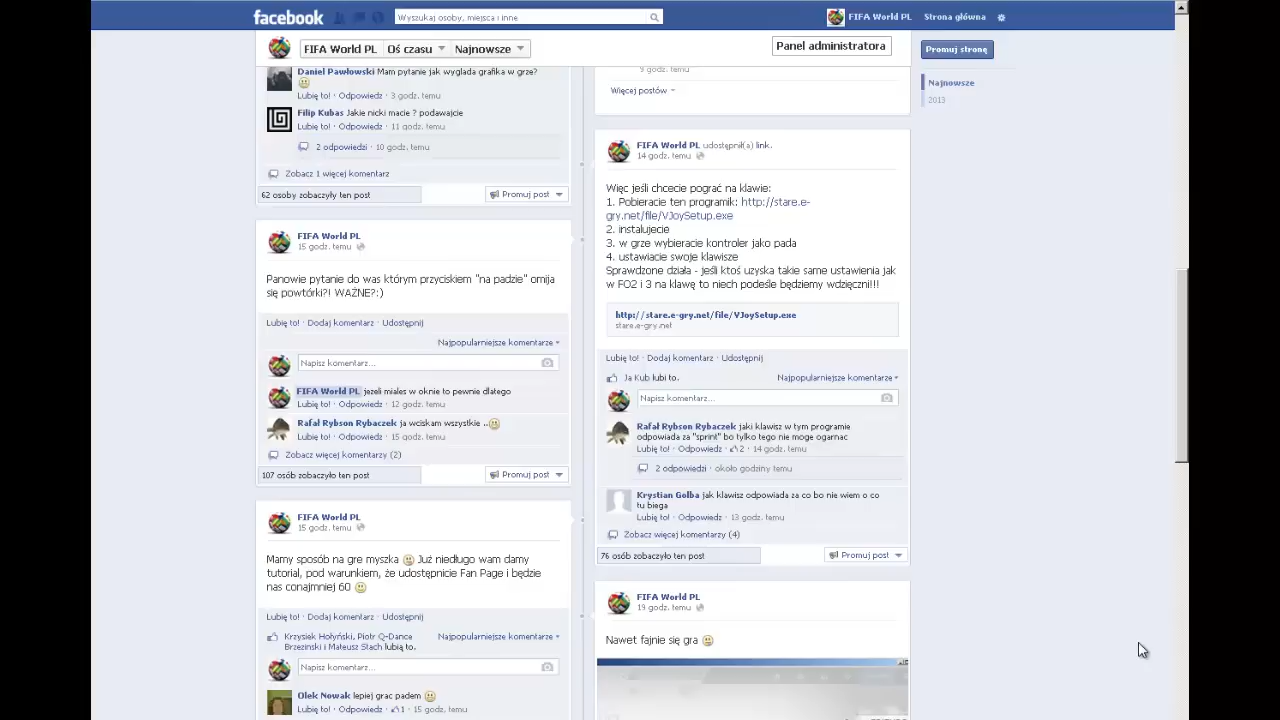 facebook
Wyszukaj osoby, miejsca i inne
FIFA World PL
Strona główna
FIFA World PL
Oś czasu
Najnowsze
Panel administratora
Promuj stronę
Najnowsze
2013
Daniel Pawłowski Mam pytanie jak wyglada grafika w grze?
Lubię to! · Odpowiedz · 3 godz. temu
Filip Kubas Jakie nicki macie ? podawajcie
Lubię to! · Odpowiedz · 11 godz. temu
2 odpowiedzi · 10 godz. temu
Zobacz 1 więcej komentarz
62 osoby zobaczyło ten post
Promuj post
FIFA World PL
15 godz. temu
Panowie pytanie do was którym przyciskiem "na padzie" omija
się powtórki?! WAŻNE?:)
Lubię to! · Dodaj komentarz · Udostępnij
Najpopularniejsze komentarze
Napisz komentarz...
FIFA World PL jezeli miales w oknie to pewnie dlatego
Lubię to! · Odpowiedz · 12 godz. temu
Rafał Rybson Rybaczek ja wciskam wszystkie ..
Lubię to! · Odpowiedz · 15 godz. temu
Zobacz więcej komentarzy (2)
107 osób zobaczyło ten post
Promuj post
FIFA World PL
15 godz. temu
Mamy sposób na gre myszka Już niedługo wam damy
tutorial, pod warunkiem, że udostępnicie Fan Page i będzie
nas conajmniej 60
Lubię to! · Dodaj komentarz · Udostępnij
Krzysiek Hołyński, Piotr Q-Dance
Brzezinski i Mateusz Stach lubią to.
Najpopularniejsze komentarze
Napisz komentarz...
Olek Nowak lepiej grac padem
Lubię to! · Odpowiedz · 1 · 15 godz. temu
9 godz. temu
Więcej postów
FIFA World PL udostępnił(a) link.
14 godz. temu
Więc jeśli chcecie pograć na klawie:
1. Pobieracie ten programik: http://stare.e-
gry.net/file/VJoySetup.exe
2. instalujecie
3. w grze wybieracie kontroler jako pada
4. ustawiacie swoje klawisze
Sprawdzone działa - jeśli ktoś uzyska takie same ustawienia jak
w FO2 i 3 na klawę to niech podeśle będziemy wdzięczni!!!
http://stare.e-gry.net/file/VJoySetup.exe
stare.e-gry.net
Lubię to! · Dodaj komentarz · Udostępnij
Ja Kub lubi to.
Najpopularniejsze komentarze
Napisz komentarz...
Rafał Rybson Rybaczek jaki klawisz w tym programie
odpowiada za "sprint" bo tylko tego nie moge ogarnac
Lubię to! · Odpowiedz · 2 · 14 godz. temu
2 odpowiedzi · około godziny temu
Krystian Golba jak klawisz odpowiada za co bo nie wiem o co
tu biega
Lubię to! · Odpowiedz · 13 godz. temu
Zobacz więcej komentarzy (4)
76 osób zobaczyło ten post
Promuj post
FIFA World PL
19 godz. temu
Nawet fajnie się gra